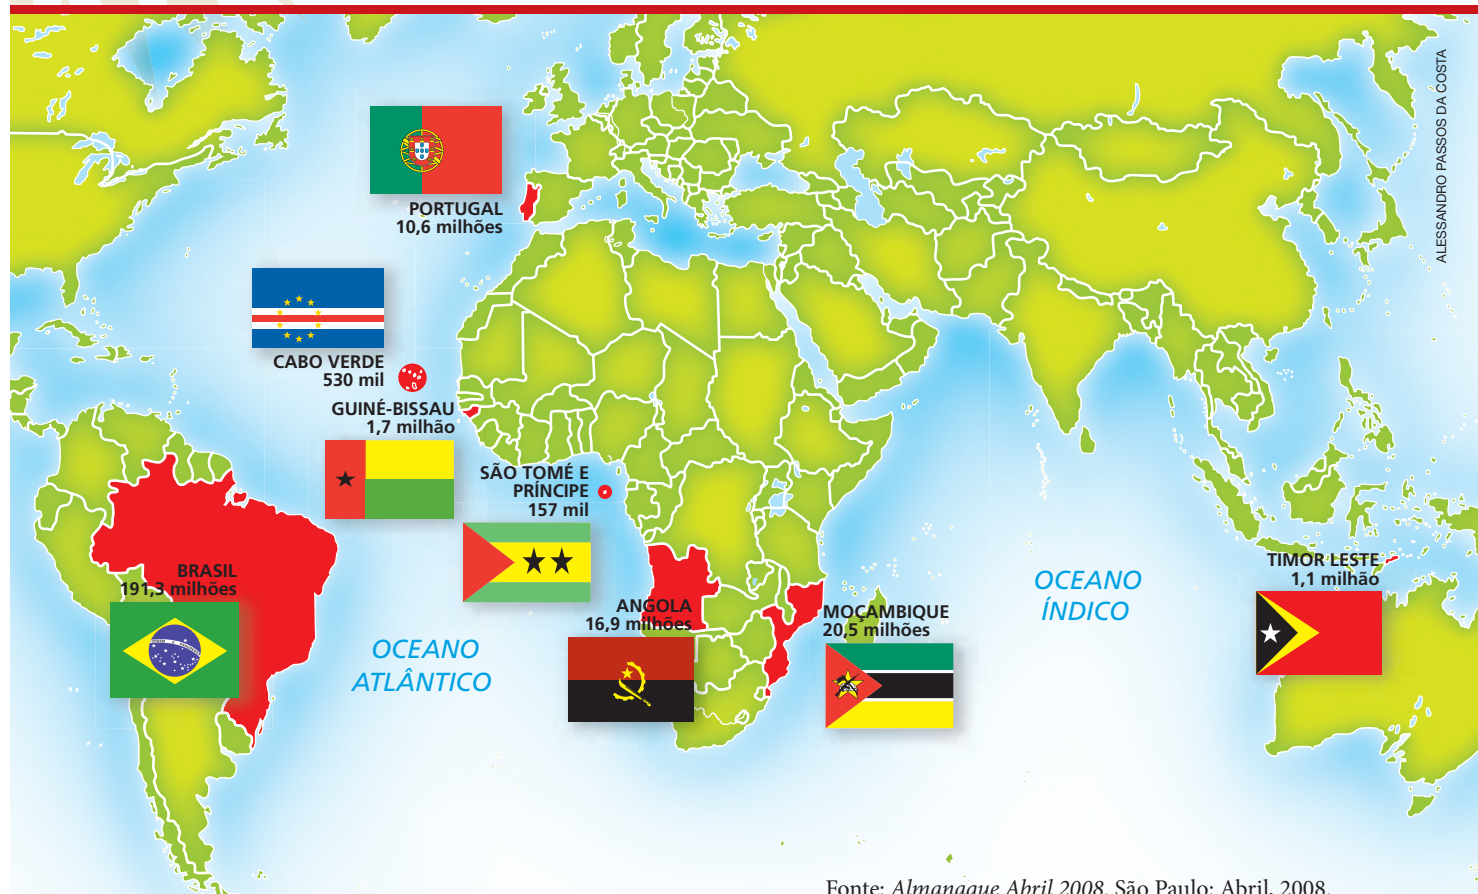 ALESSANDRO PASSOS DA COSTA
PORTUGAL
10,6 milhões
CABO VERDE
530 mil
GUINÉ-BISSAU
1,7 milhão
SÃO TOMÉ E
PRÍNCIPE
157 mil
BRASIL
191,3 milhões
ANGOLA
16,9 milhões
MOÇAMBIQUE
20,5 milhões
TIMOR LESTE
1,1 milhão
OCEANO
ATLÂNTICO
OCEANO
ÍNDICO
Fonte: Almanaque Abril 2008. São Paulo: Abril, 2008.